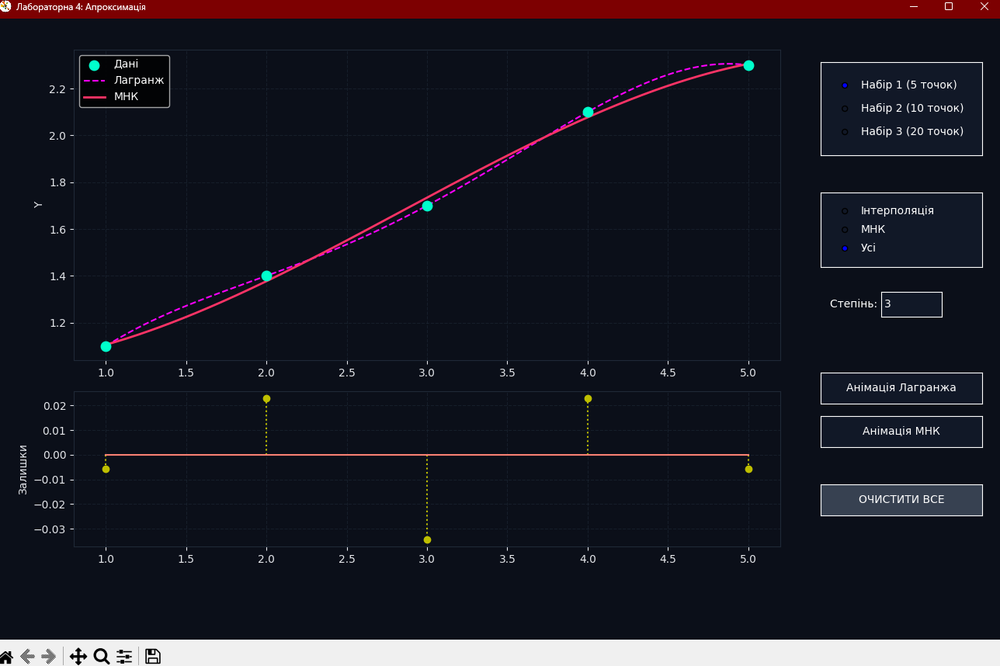 Лабораторна 4: Апроксимація
Дані
Лагранж
МНК
2.2
2.0
1.8
1.6
1.4
1.2
Y
1.0 1.5 2.0 2.5 3.0 3.5 4.0 4.5 5.0
0.02
0.01
0.00
−0.01
−0.02
−0.03
Залишки
1.0 1.5 2.0 2.5 3.0 3.5 4.0 4.5 5.0
Набір 1 (5 точок)
Набір 2 (10 точок)
Набір 3 (20 точок)
Інтерполяція
МНК
Усі
Степінь: 3
Анімація Лагранжа
Анімація МНК
ОЧИСТИТИ ВСЕ